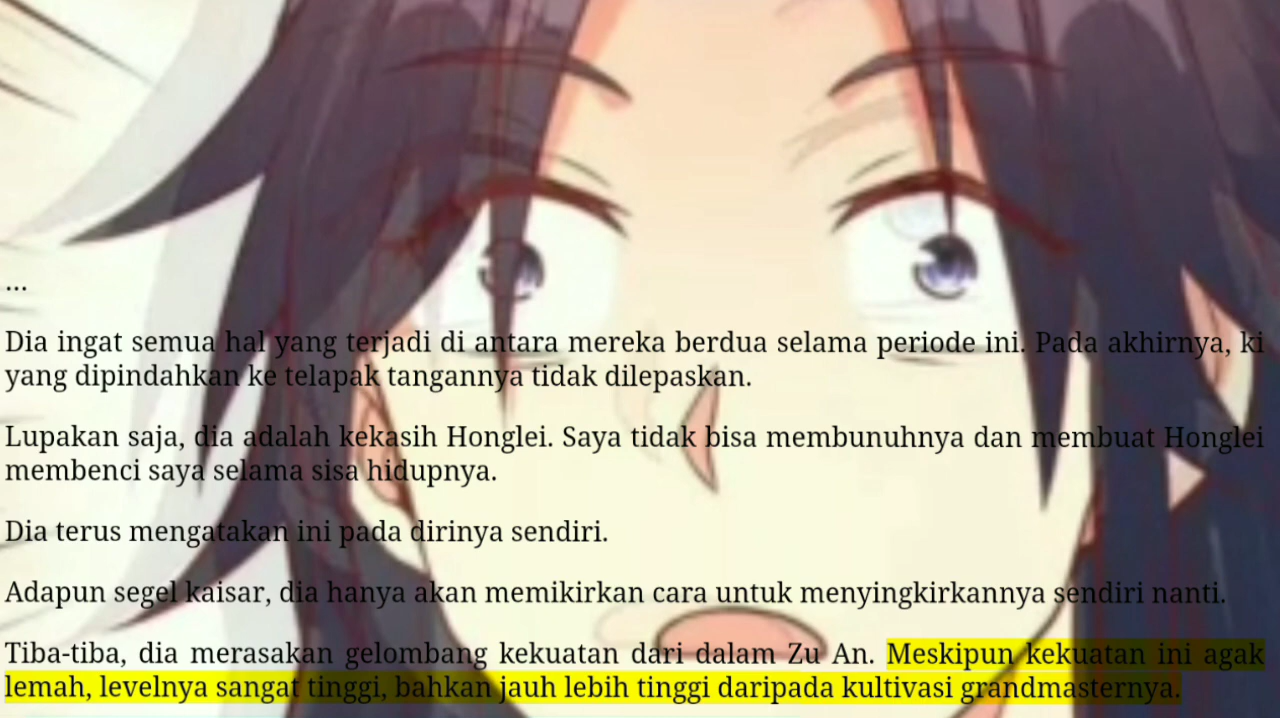 ...
Dia ingat semua hal yang terjadi di antara mereka berdua selama periode ini. Pada akhirnya, ki
yang dipindahkan ke telapak tangannya tidak dilepaskan.
Lupakan saja, dia adalah kekasih Honglei. Saya tidak bisa membunuhnya dan membuat Honglei
membenci saya selama sisa hidupnya.
Dia terus mengatakan ini pada dirinya sendiri.
Adapun segel kaisar, dia hanya akan memikirkan cara untuk menyingkirkannya sendiri nanti.
Tiba-tiba, dia merasakan gelombang kekuatan dari dalam Zu An. Meskipun kekuatan ini agak
lemah, levelnya sangat tinggi, bahkan jauh lebih tinggi daripada kultivasi grandmasternya.